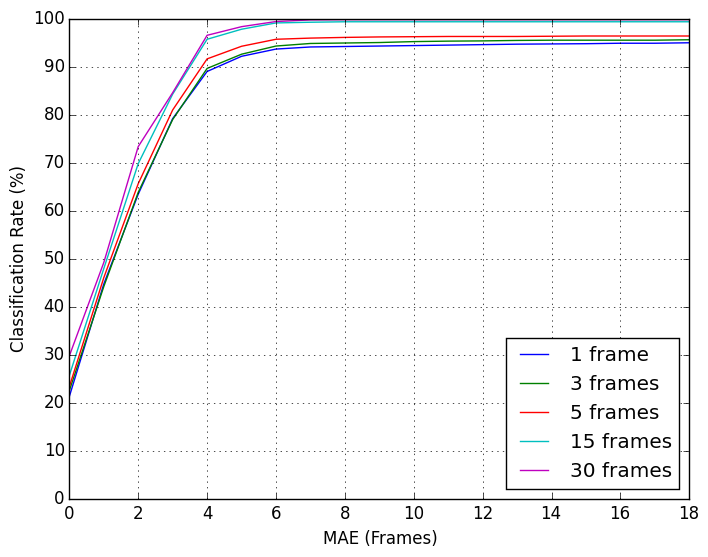 100
90
80
70
60
50
40
30
20
10
0
Classification Rate (%)
1 frame
3 frames
5 frames
15 frames
30 frames
0 2 4 6 8 10 12 14 16 18
MAE (Frames)